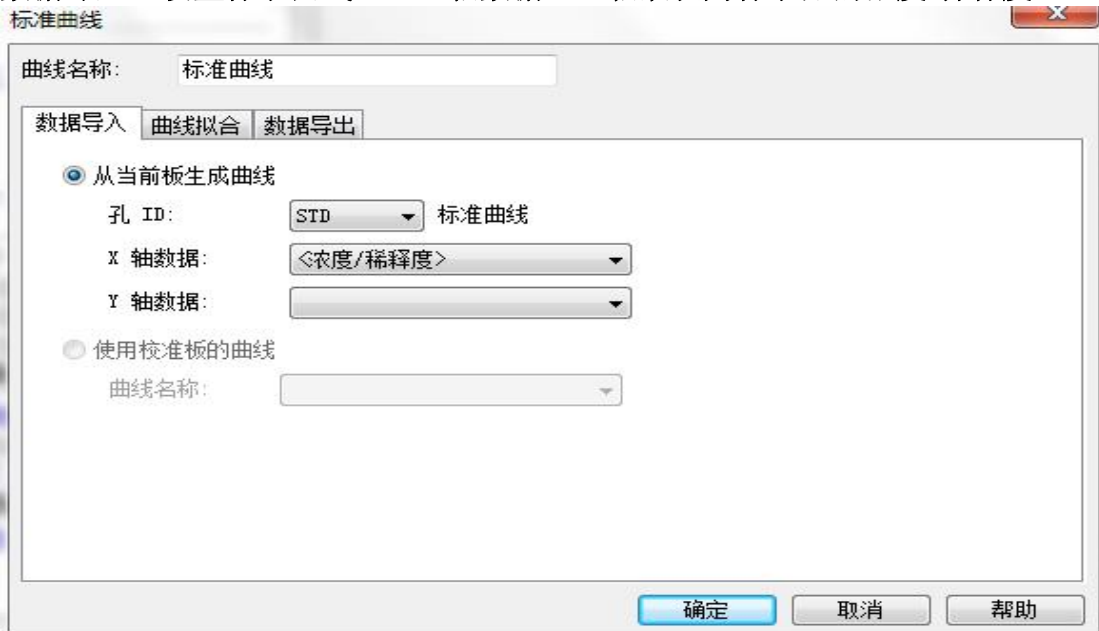 标准曲线
曲线名称: 标准曲线
数据导入 曲线拟合 数据导出
从当前板生成曲线
孔 ID: STD 标准曲线
X 轴数据: <农度/稀释度>
Y 轴数据:
使用校准板的曲线
曲线名称:
确定 取消 帮助